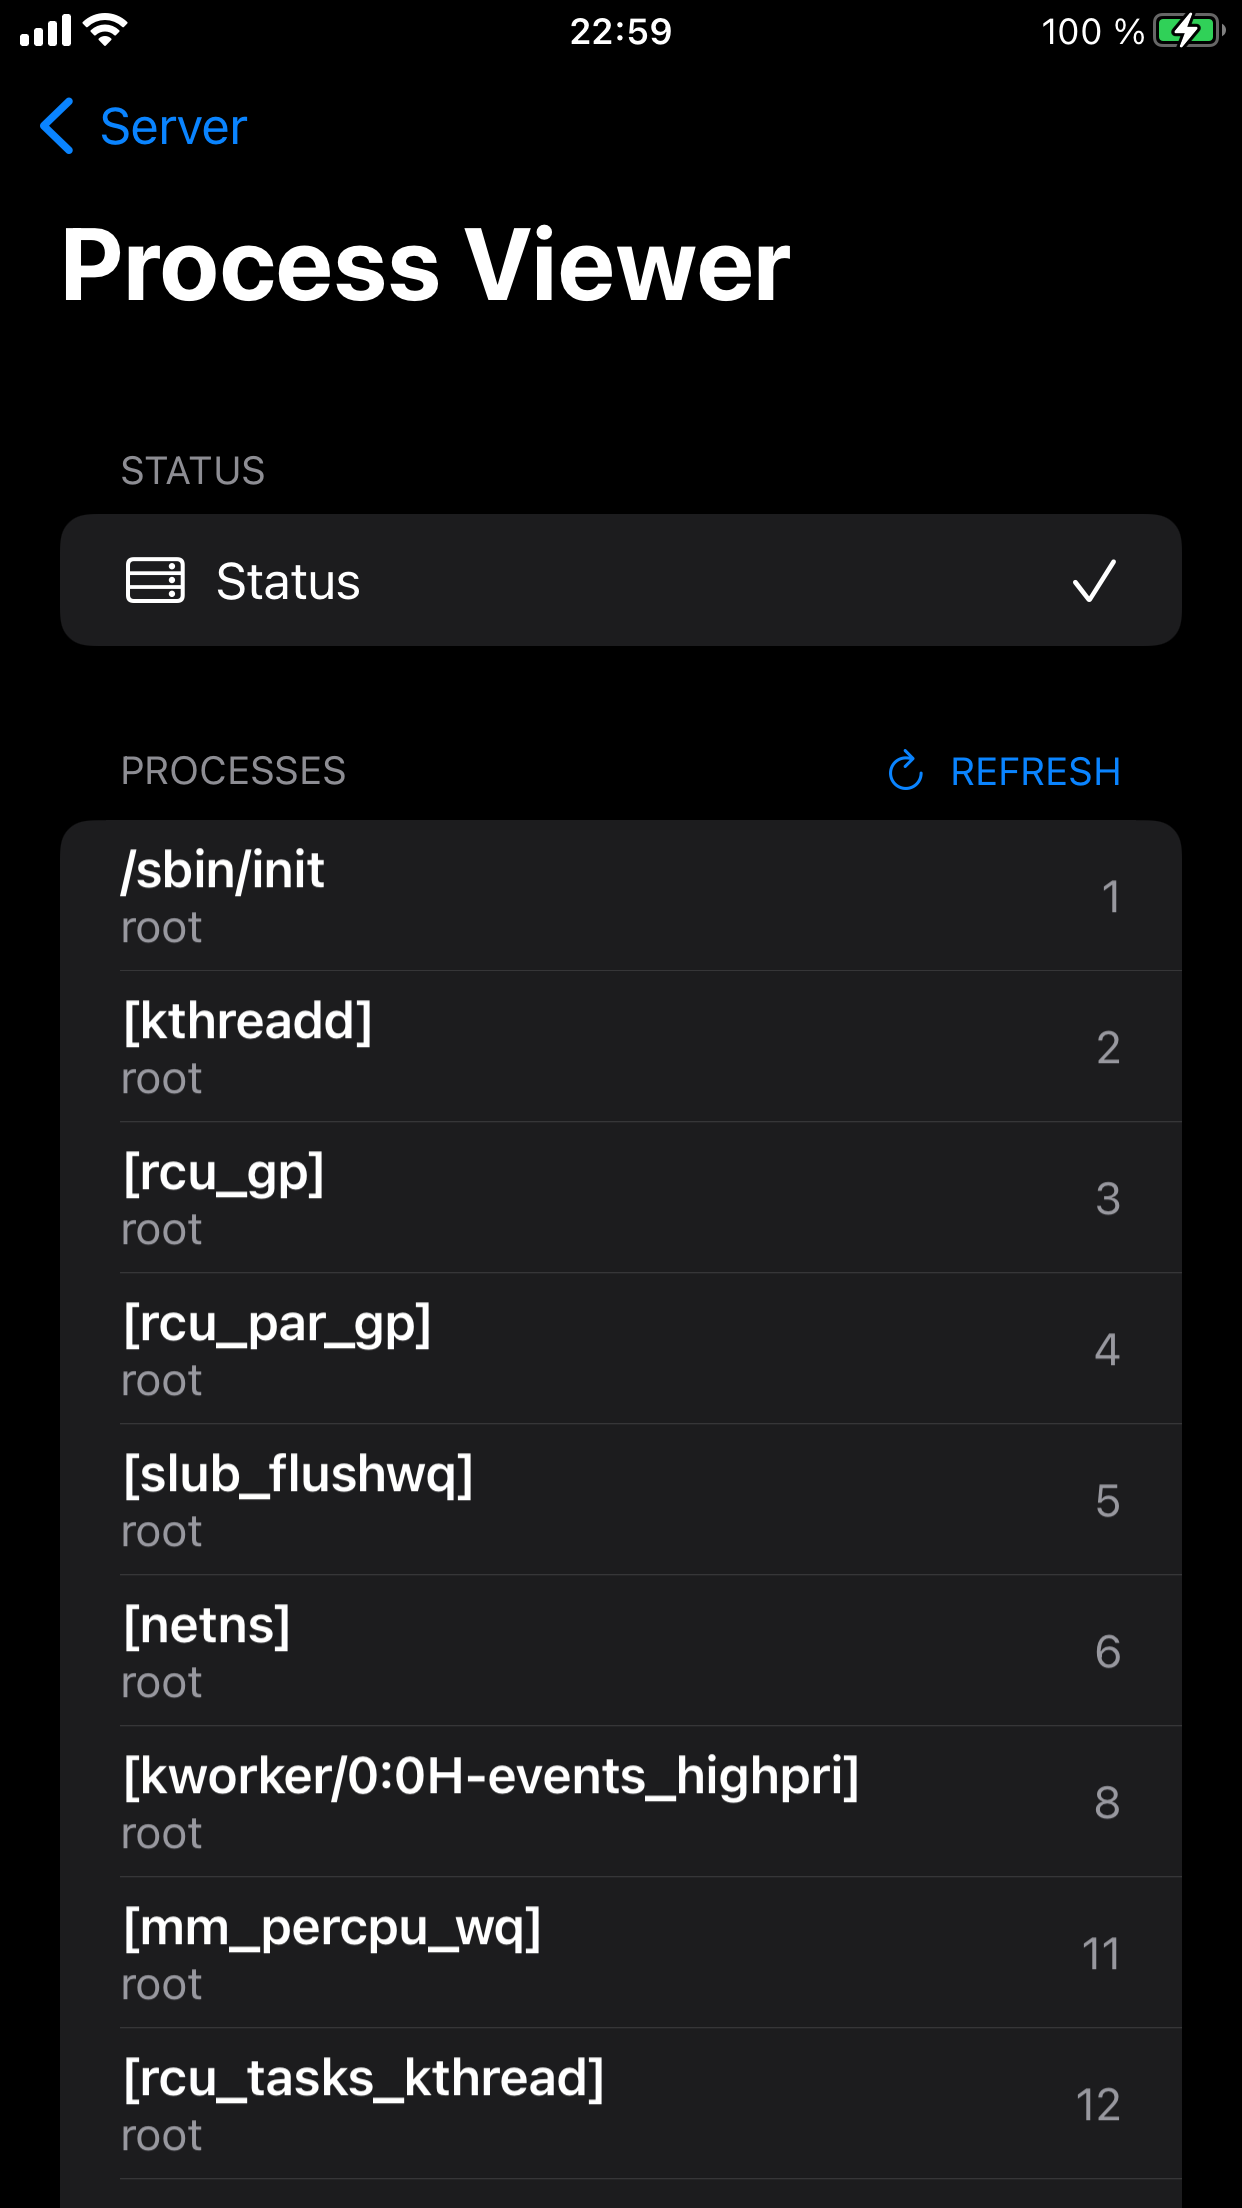 22:59
100 %
Server
Process Viewer
STATUS
Status
PROCESSES
REFRESH
/sbin/init
root
1
[kthreadd]
root
2
[rcu_gp]
root
3
[rcu_par_gp]
root
4
[slub_flushwq]
root
5
[netns]
root
6
[kworker/0:0H-events_highpri]
root
8
[mm_percpu_wq]
root
11
[rcu_tasks_kthread]
root
12